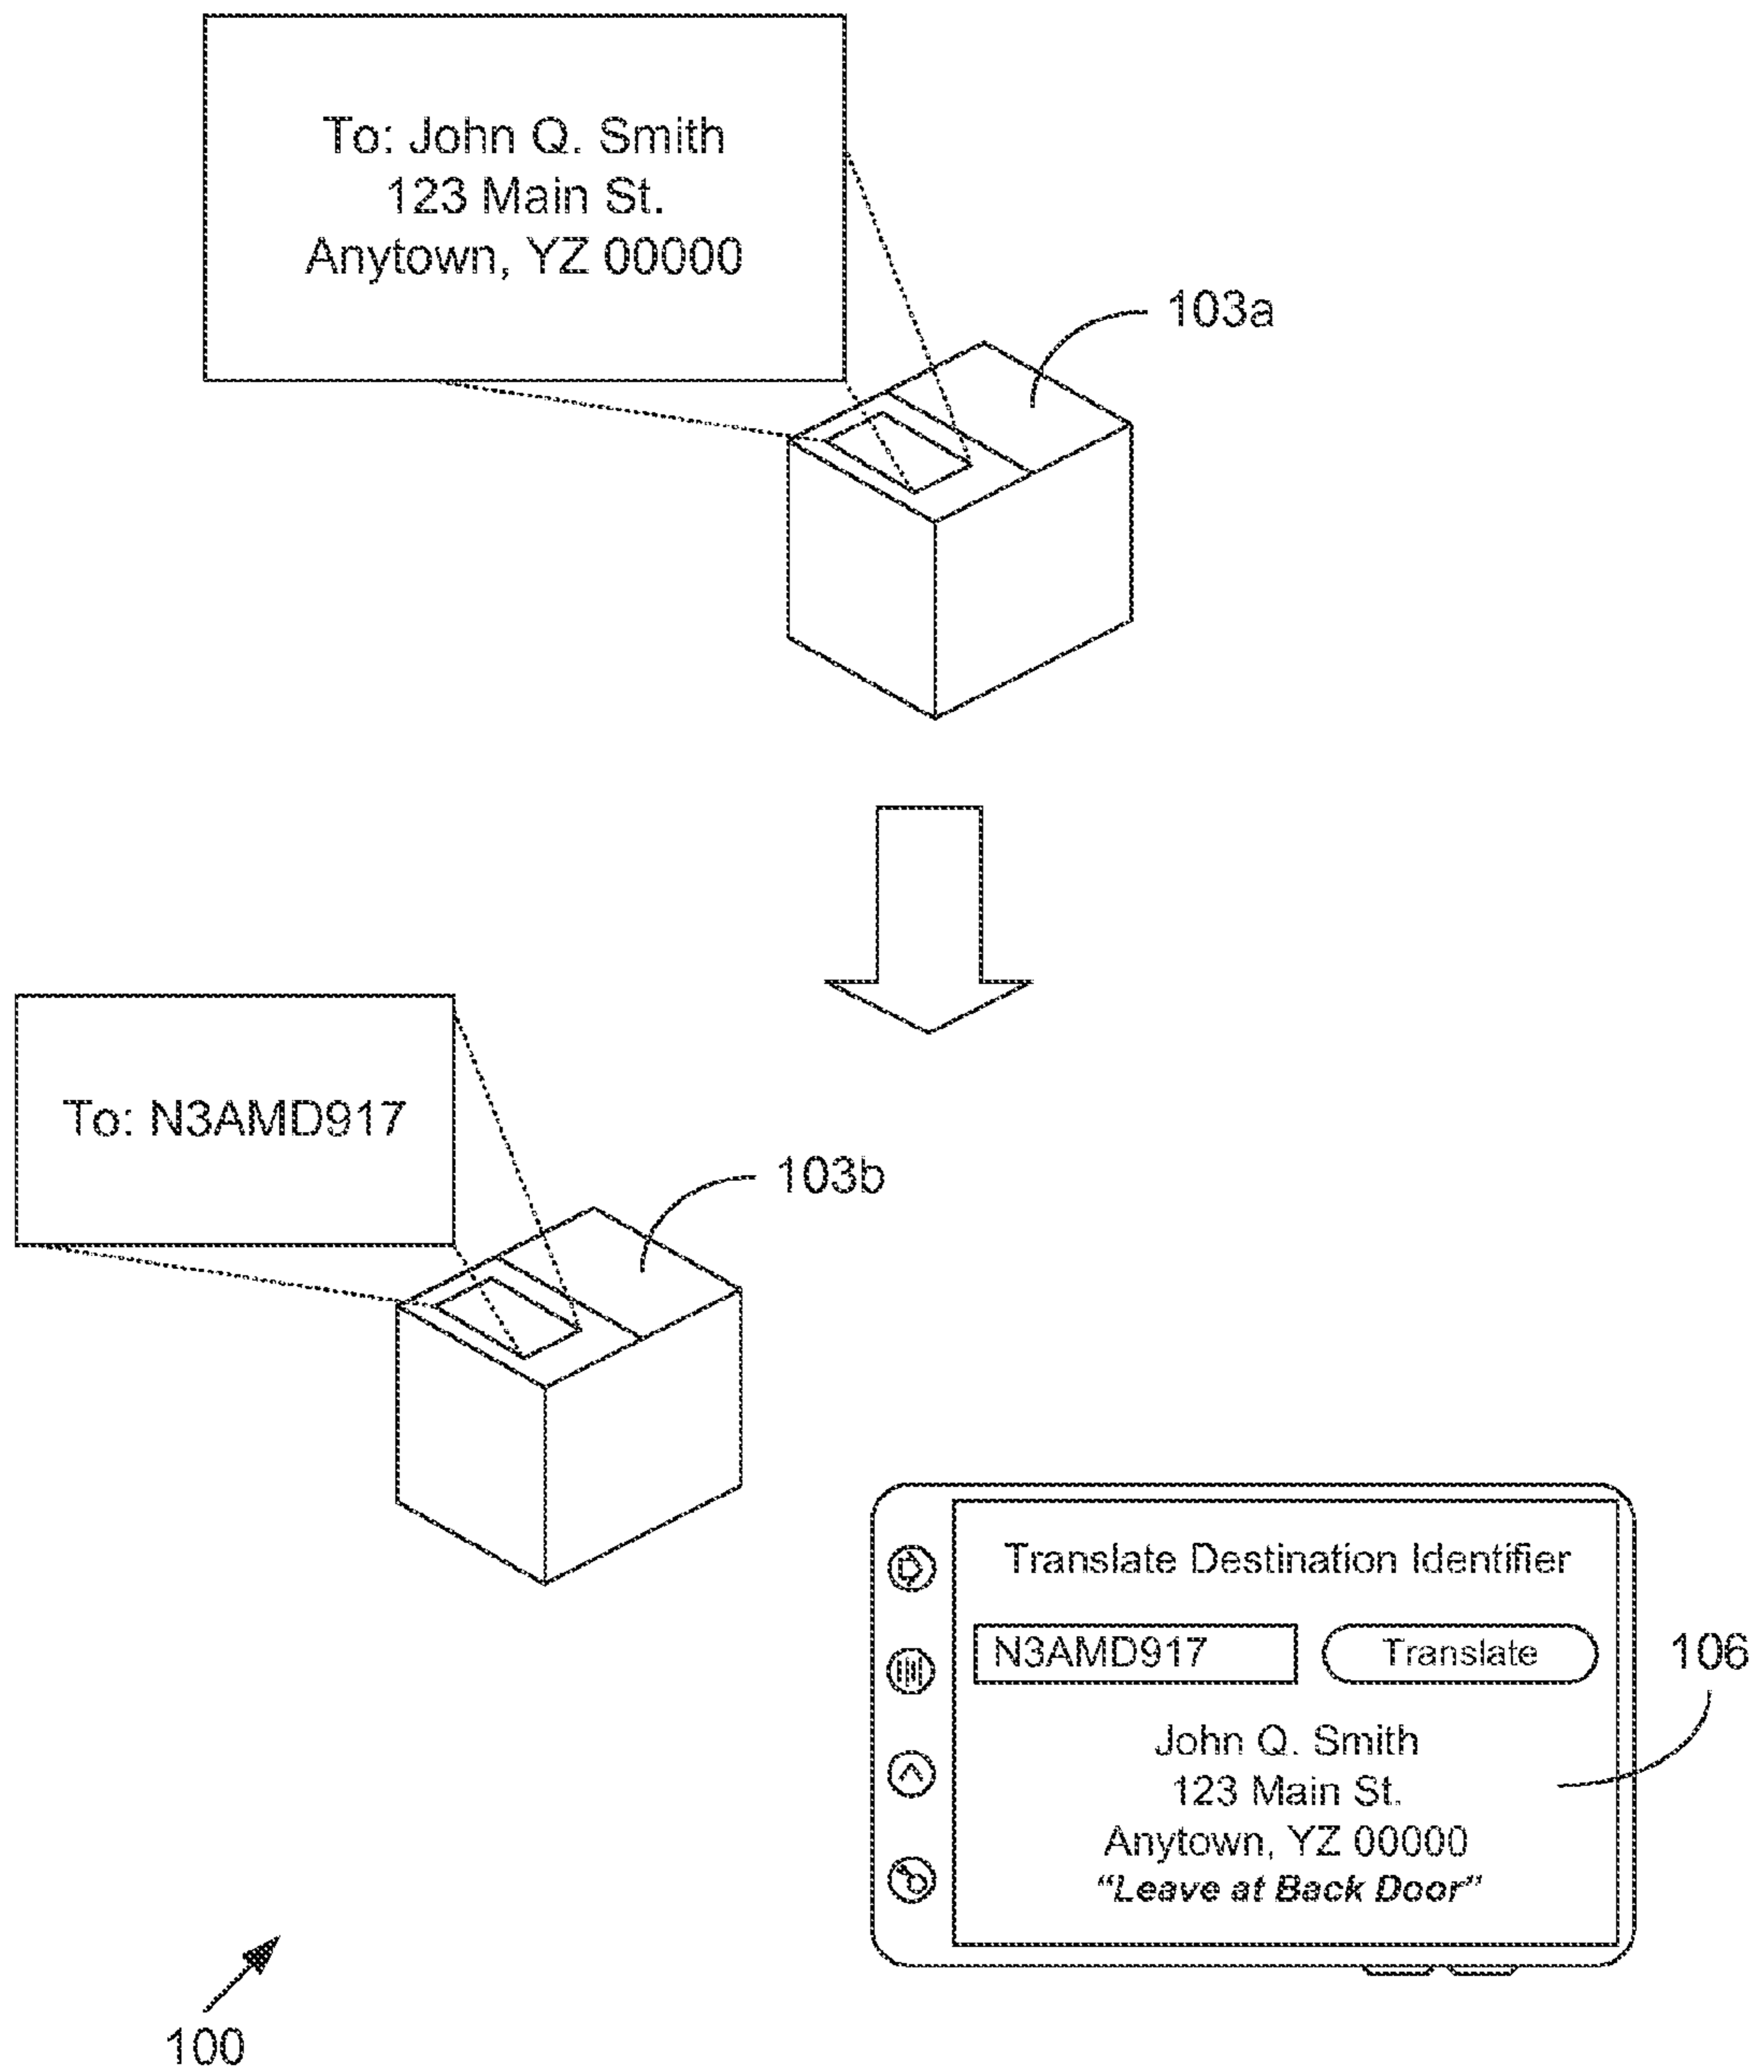 To: John Q. Smith
123 Main St.
Anytown, YZ 00000
103a
To: N3AMD917
103b
Translate Destination Identifier
N3AMD917
Translate
106
John Q. Smith
123 Main St.
Anytown, YZ 00000
“Leave at Back Door”
100